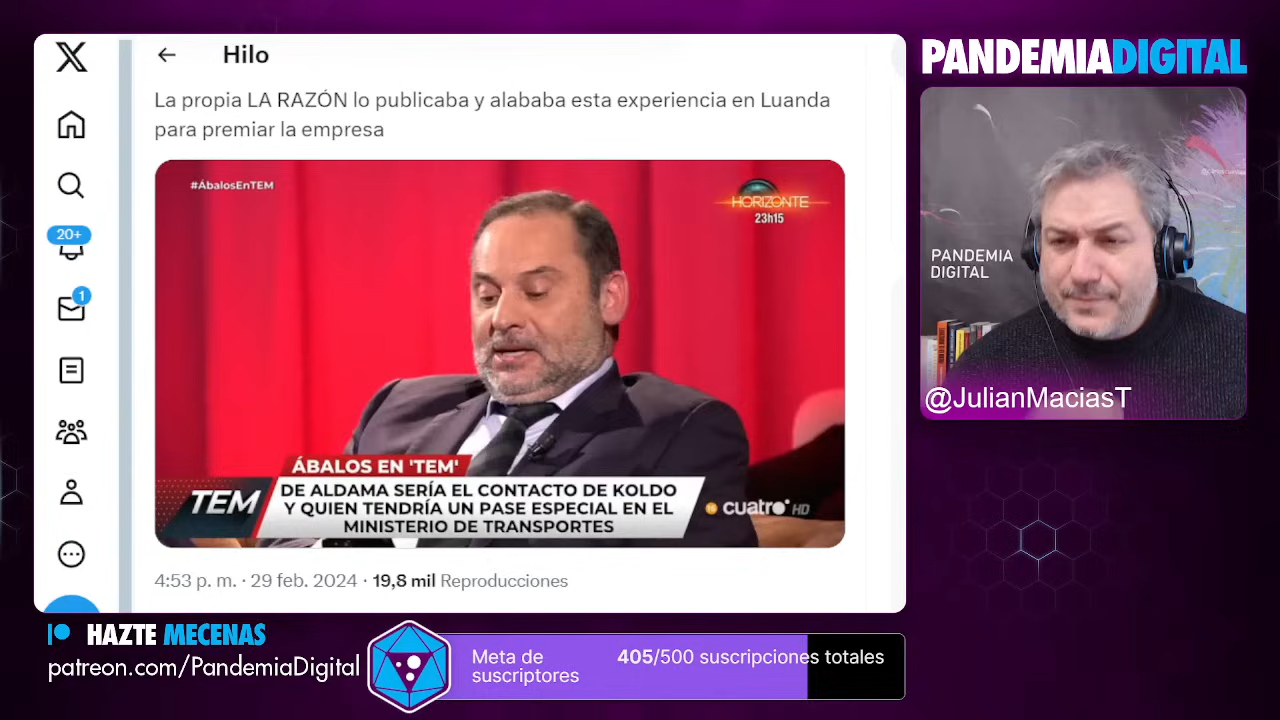 Hilo
La propia LA RAZÓN lo publicaba y alababa esta experiencia en Luanda
para premiar la empresa
20+
1
#ÁbalosEnTEM
HORIZONTE
23h15
ÁBALOS EN 'TEM'
TEM
DE ALDAMA SERÍA EL CONTACTO DE KOLDO
Y QUIEN TENDRÍA UN PASE ESPECIAL EN EL
MINISTERIO DE TRANSPORTES
cuatro HD
4:53 p. m. · 29 feb. 2024 · 19,8 mil Reproducciones
PANDEMIADIGITAL
PANDEMIA
DIGITAL
@JulianMaciasT
HAZTE MECENAS
patreon.com/PandemiaDigital
Meta de
suscriptores
405/500 suscripciones totales